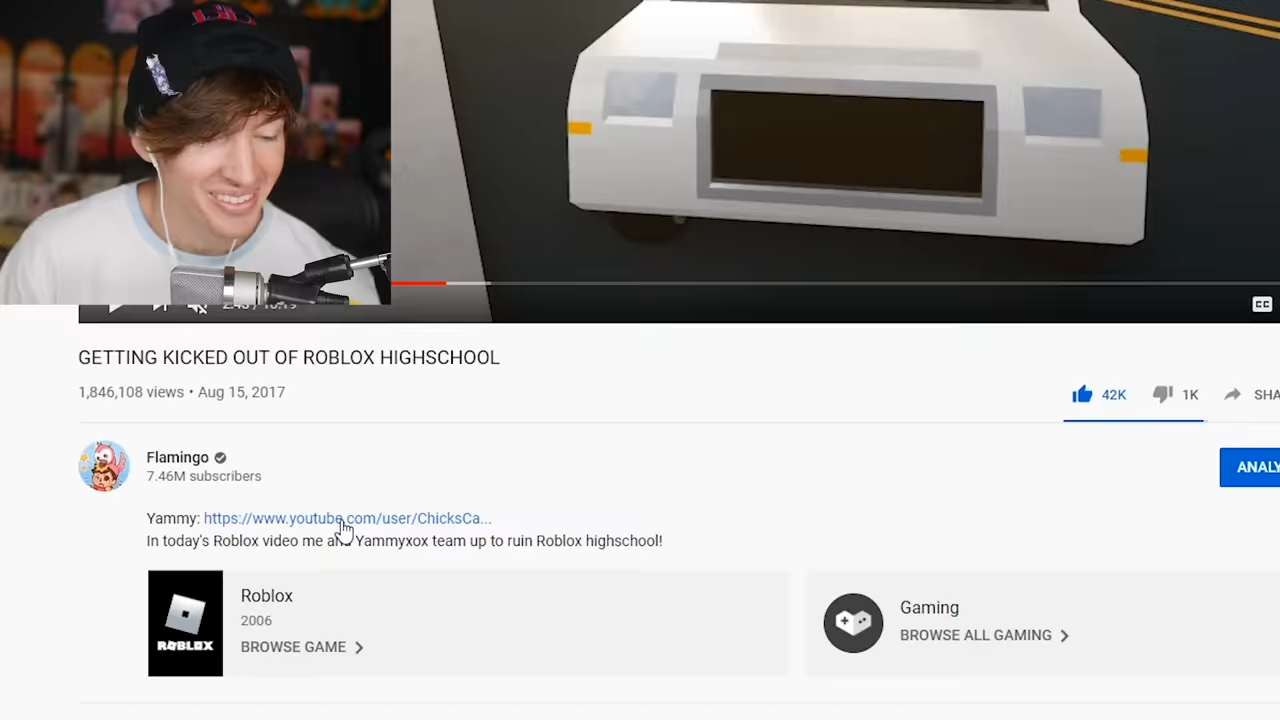 GETTING KICKED OUT OF ROBLOX HIGHSCHOOL
1,846,108 views • Aug 15, 2017
42K
1K
SHA
Flamingo
7.46M subscribers
ANALY
Yammy: https://www.youtube.com/user/ChicksCa...
In today's Roblox video me and Yammyxox team up to ruin Roblox highschool!
ROBLOX
Roblox
2006
BROWSE GAME
Gaming
BROWSE ALL GAMING
CC